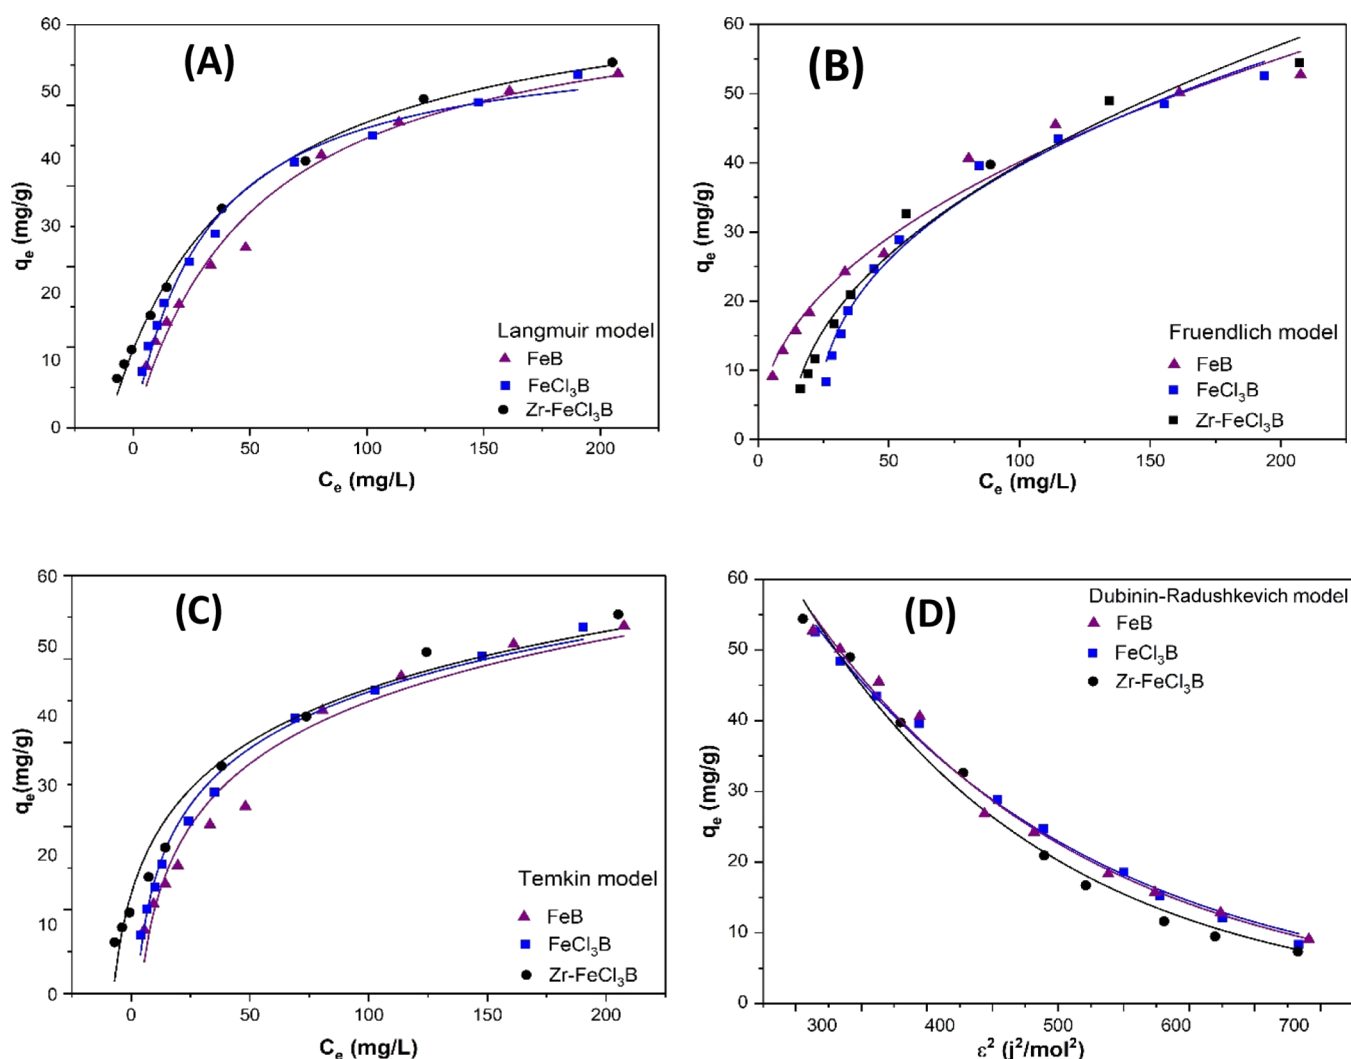 (A)
60
50
40
30
20
10
0
qe (mg/g)
0 50 100 150 200
Ce (mg/L)
Langmuir model
FeB
FeCl3B
Zr-FeCl3B
(B)
60
50
40
30
20
10
0
qe (mg/g)
0 50 100 150 200
Ce (mg/L)
Fruendlich model
FeB
FeCl3B
Zr-FeCl3B
(C)
60
50
40
30
20
10
0
qe(mg/g)
0 50 100 150 200
Ce (mg/L)
Temkin model
FeB
FeCl3B
Zr-FeCl3B
(D)
60
50
40
30
20
10
0
qe (mg/g)
300 400 500 600 700
ε² (j²/mol²)
Dubinin-Radushkevich model
FeB
FeCl3B
Zr-FeCl3B